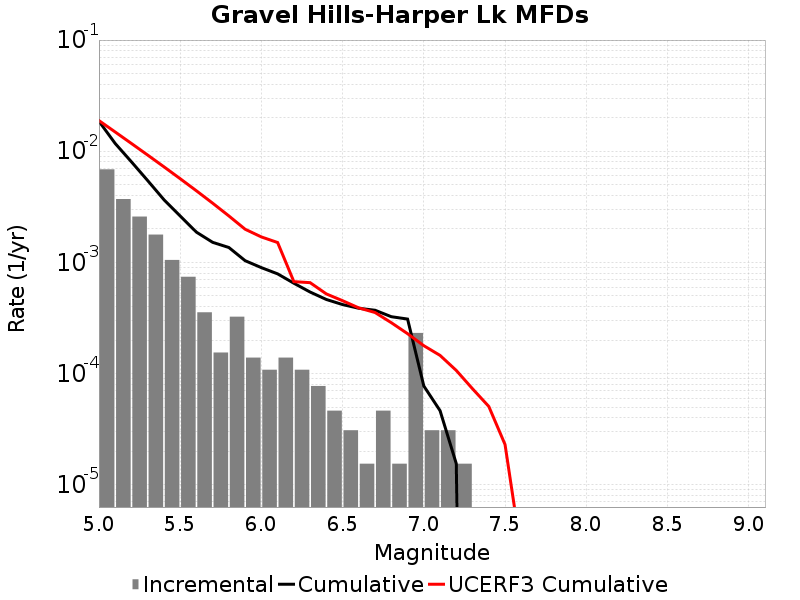 Gravel Hills-Harper Lk MFDs
10-1
10-2
10-3
10-4
10-5
Rate (1/yr)
5.0 5.5 6.0 6.5 7.0 7.5 8.0 8.5 9.0
Magnitude
Incremental Cumulative UCERF3 Cumulative